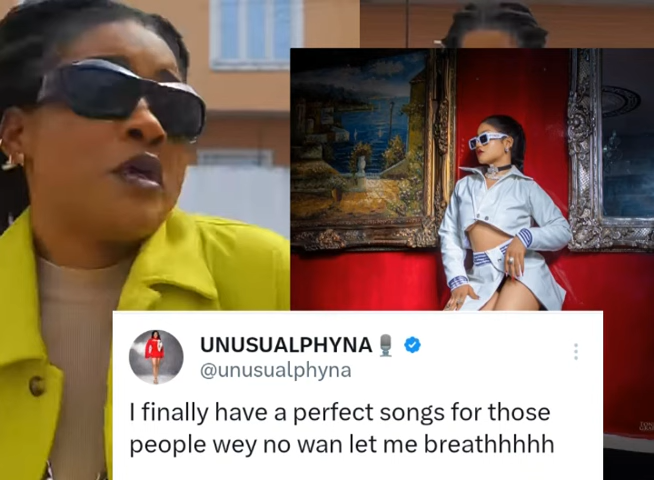 UNUSUALPHYNA🎙️
@unusualphyna
I finally have a perfect songs for those
people wey no wan let me breathhhhh